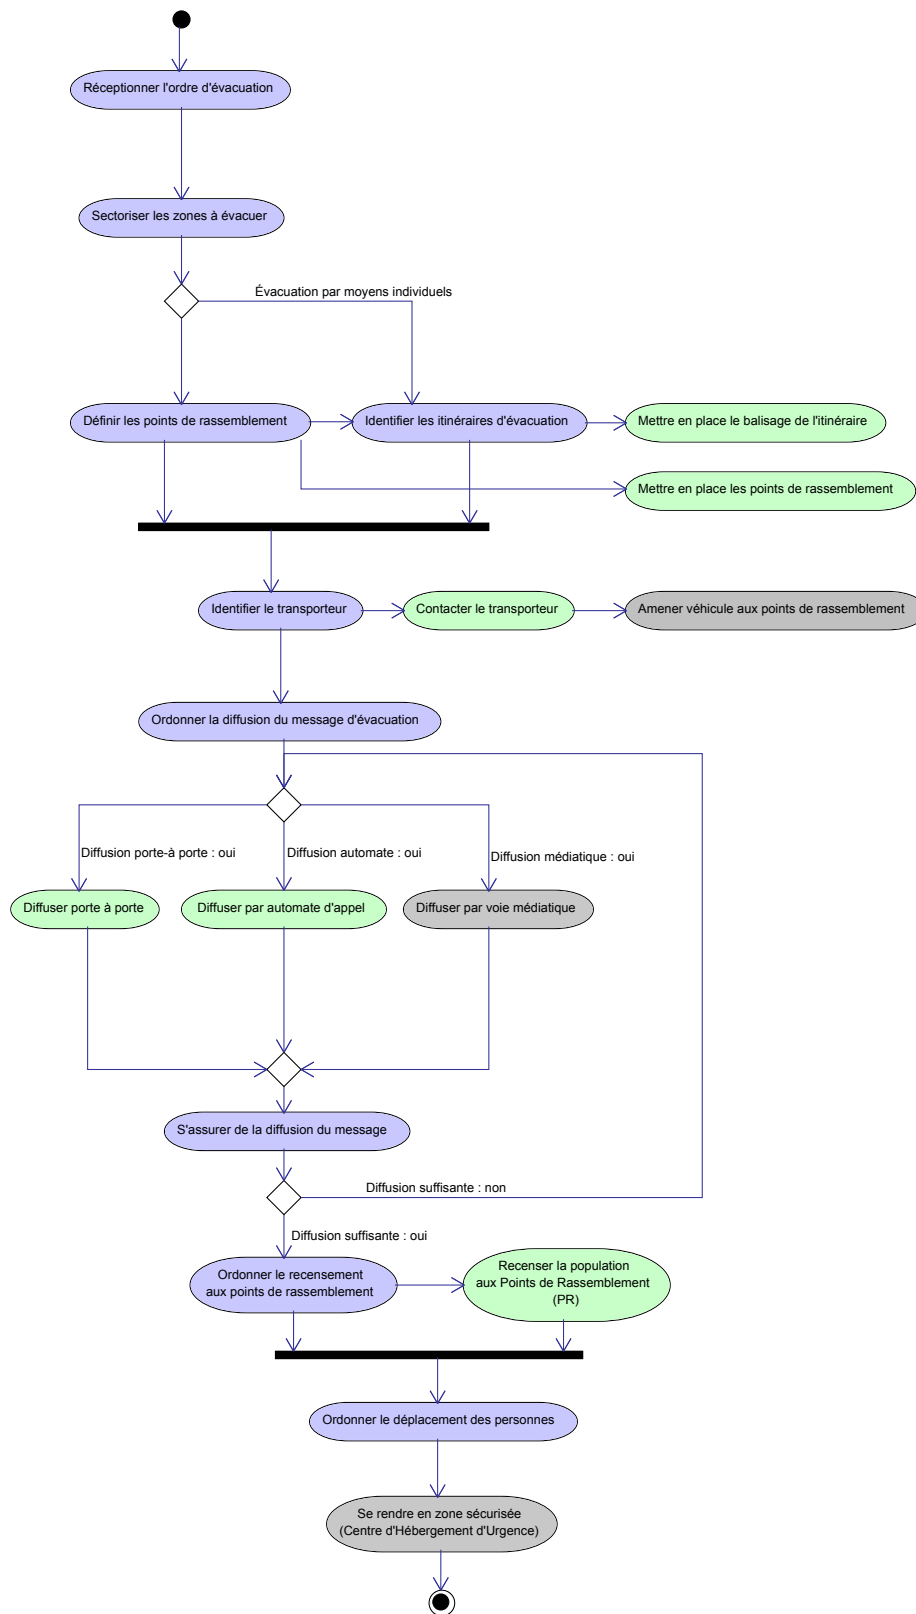 Réceptionner l'ordre d'évacuation
Sectoriser les zones à évacuer
Évacuation par moyens individuels
Définir les points de rassemblement
Identifier les itinéraires d'évacuation
Mettre en place le balisage de l'itinéraire
Mettre en place les points de rassemblement
Identifier le transporteur
Contacter le transporteur
Amener véhicule aux points de rassemblement
Ordonner la diffusion du message d'évacuation
Diffusion porte-à porte : oui
Diffusion automate : oui
Diffusion médiatique : oui
Diffuser porte à porte
Diffuser par automate d'appel
Diffuser par voie médiatique
S'assurer de la diffusion du message
Diffusion suffisante : non
Diffusion suffisante : oui
Ordonner le recensement
aux points de rassemblement
Recenser la population
aux Points de Rassemblement
(PR)
Ordonner le déplacement des personnes
Se rendre en zone sécurisée
(Centre d'Hébergement d'Urgence)